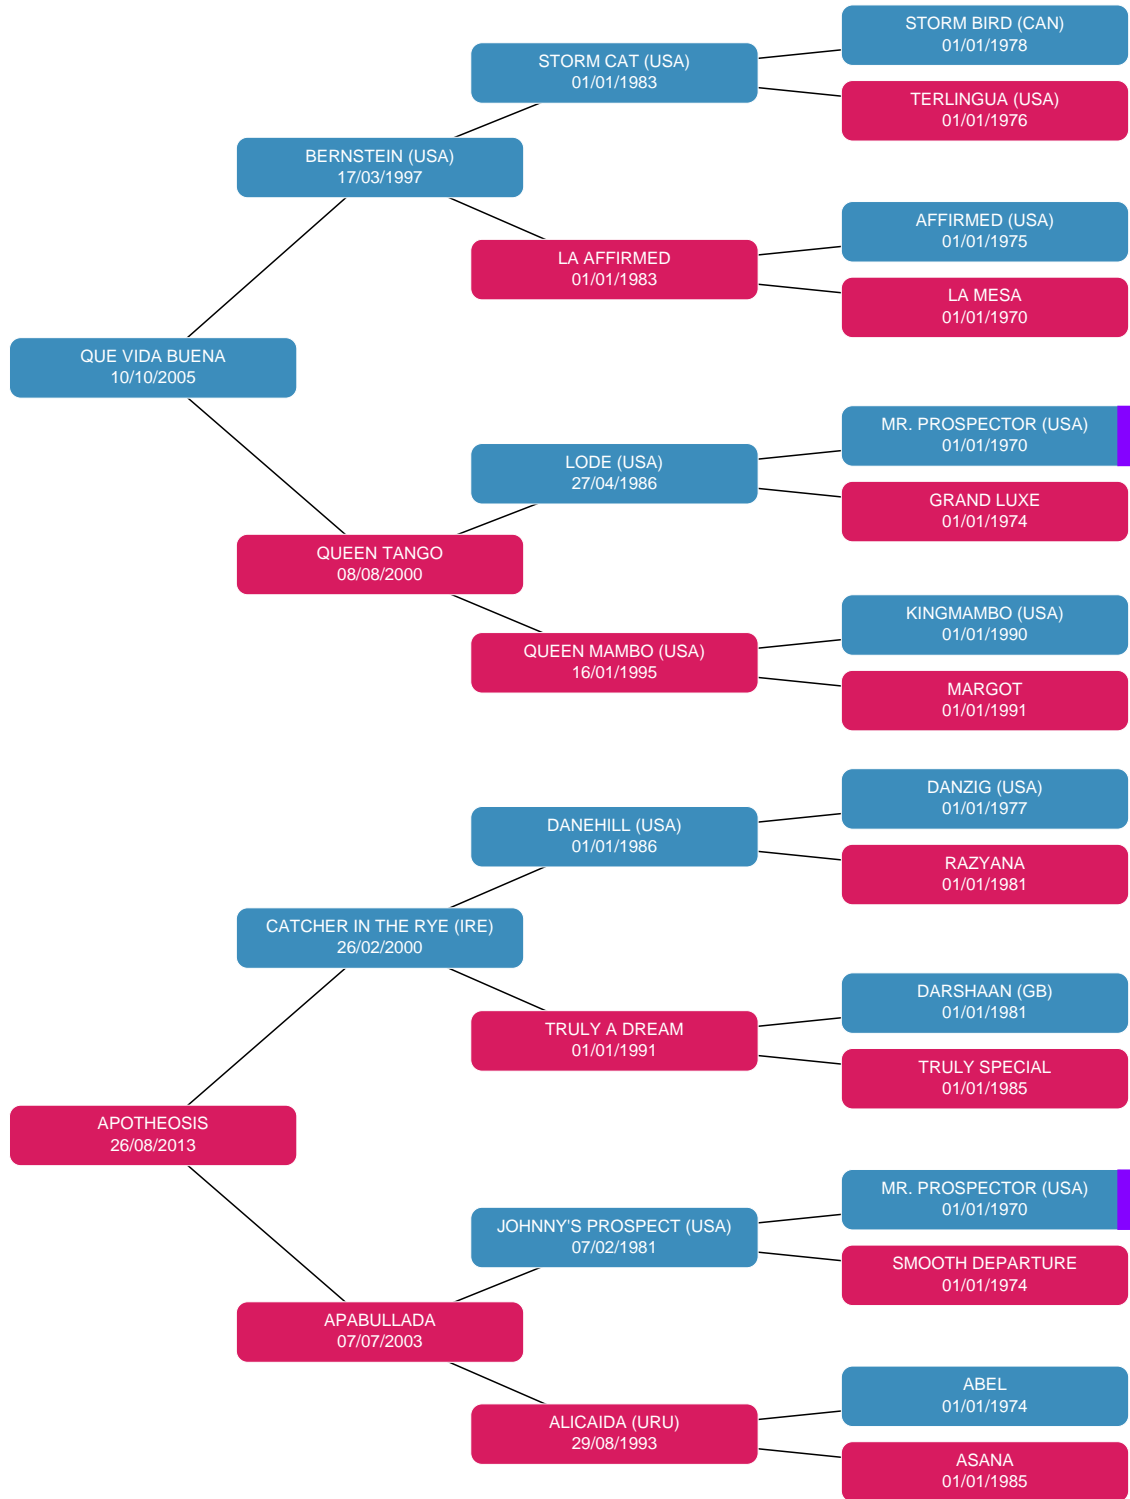 STORM BIRD (CAN)
01/01/1978
STORM CAT (USA)
01/01/1983
TERLINGUA (USA)
01/01/1976
BERNSTEIN (USA)
17/03/1997
AFFIRMED (USA)
01/01/1975
LA AFFIRMED
01/01/1983
LA MESA
01/01/1970
QUE VIDA BUENA
10/10/2005
MR. PROSPECTOR (USA)
01/01/1970
LODE (USA)
27/04/1986
GRAND LUXE
01/01/1974
QUEEN TANGO
08/08/2000
KINGMAMBO (USA)
01/01/1990
QUEEN MAMBO (USA)
16/01/1995
MARGOT
01/01/1991
DANZIG (USA)
01/01/1977
DANEHILL (USA)
01/01/1986
RAZYANA
01/01/1981
CATCHER IN THE RYE (IRE)
26/02/2000
DARSHAAN (GB)
01/01/1981
TRULY A DREAM
01/01/1991
TRULY SPECIAL
01/01/1985
APOTHEOSIS
26/08/2013
MR. PROSPECTOR (USA)
01/01/1970
JOHNNY'S PROSPECT (USA)
07/02/1981
SMOOTH DEPARTURE
01/01/1974
APABULLADA
07/07/2003
ABEL
01/01/1974
ALICAIDA (URU)
29/08/1993
ASANA
01/01/1985